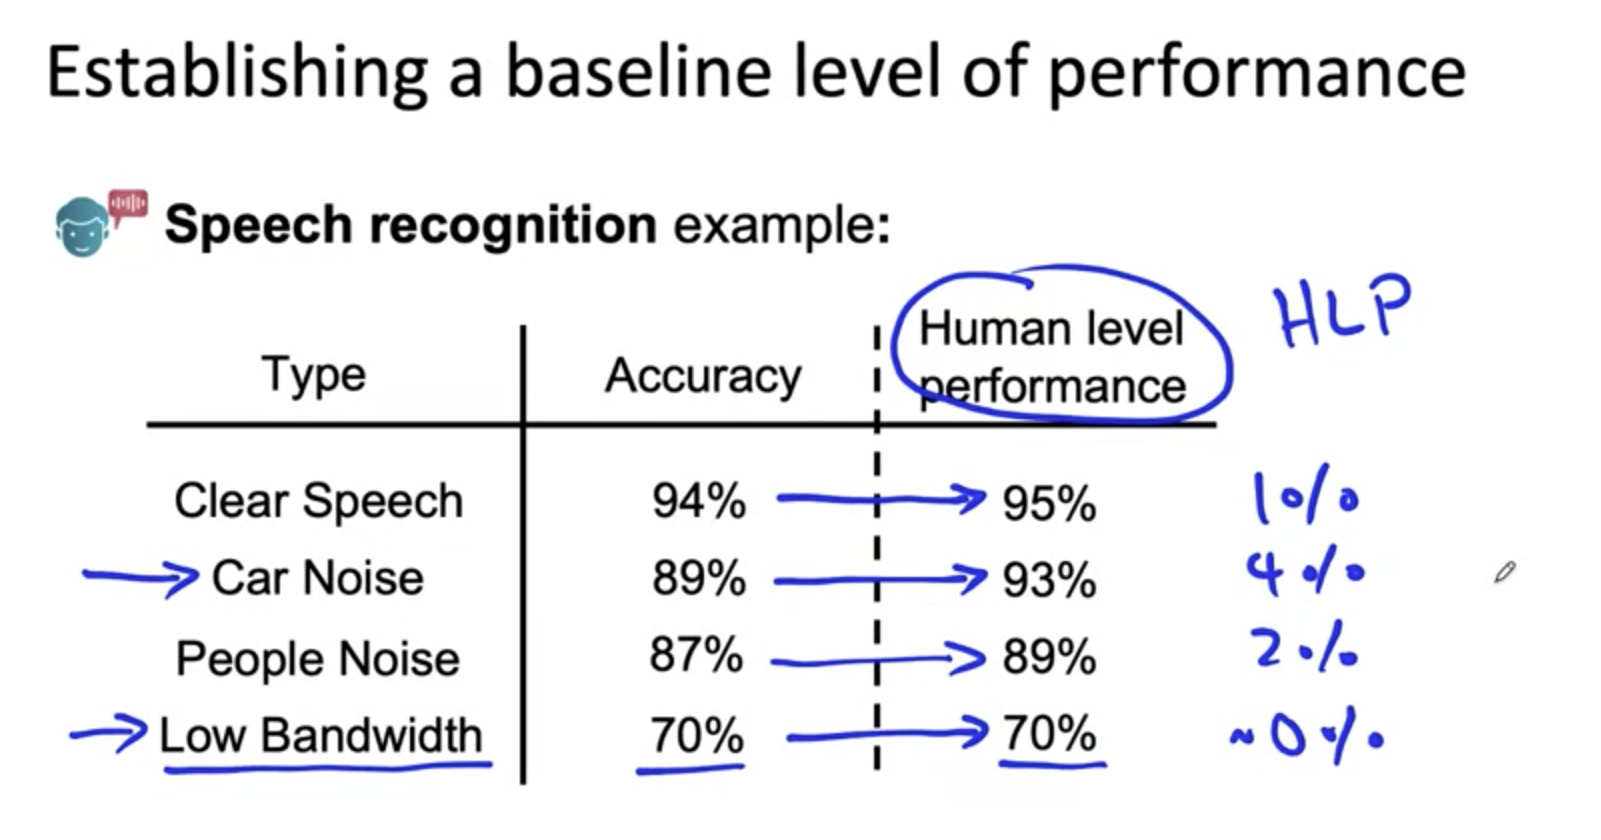 Establishing a baseline level of performance
Speech recognition example:
Type Accuracy Human level performance HLP
Clear Speech 94% 95% 1%
Car Noise 89% 93% 4%
People Noise 87% 89% 2%
Low Bandwidth 70% 70% ~0%